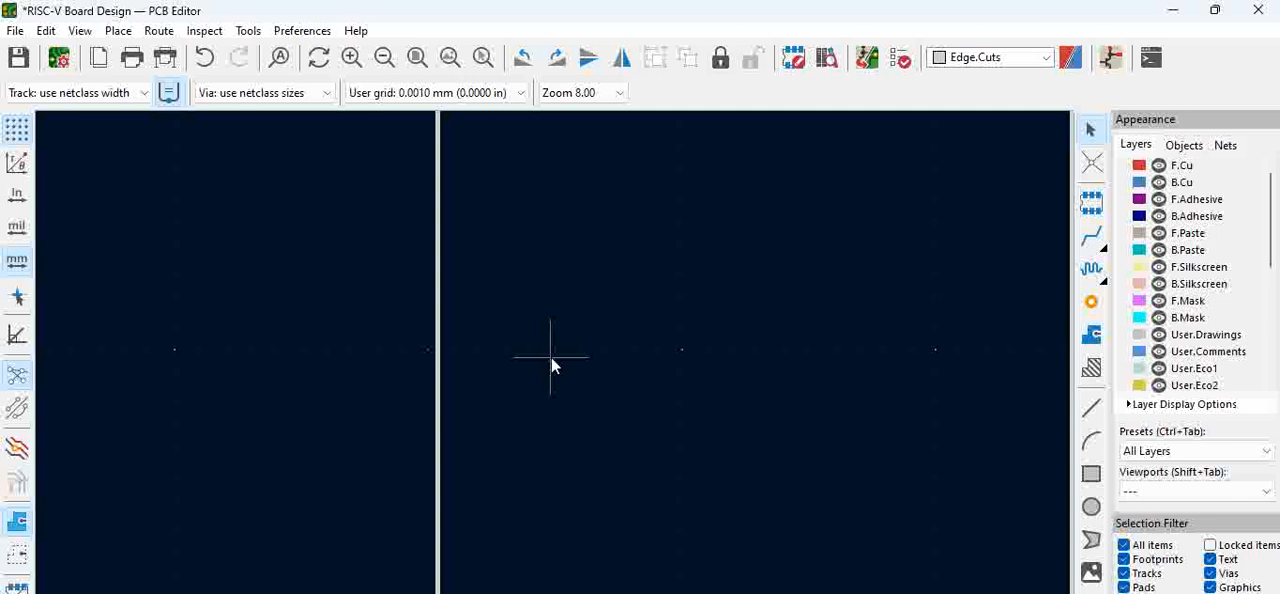 *RISC-V Board Design — PCB Editor
File Edit View Place Route Inspect Tools Preferences Help
Edge.Cuts
Track: use netclass width Via: use netclass sizes User grid: 0.0010 mm (0.0000 in) Zoom 8.00
Appearance
Layers Objects Nets
F.Cu
B.Cu
F.Adhesive
B.Adhesive
F.Paste
B.Paste
F.Silkscreen
B.Silkscreen
F.Mask
B.Mask
User.Drawings
User.Comments
User.Eco1
User.Eco2
Layer Display Options
Presets (Ctrl+Tab):
All Layers
Viewports (Shift+Tab):
---
Selection Filter
All items Locked items
Footprints Text
Tracks Vias
Pads Graphics
In
mil
mm